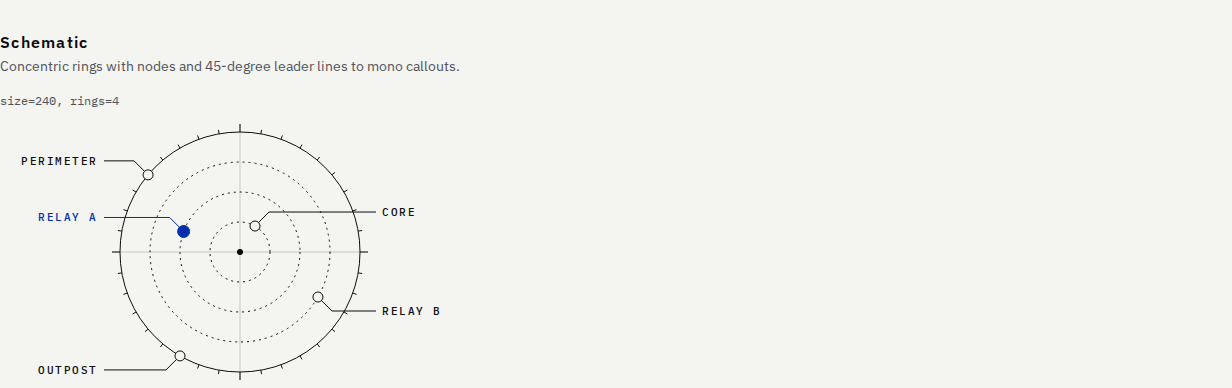 Schematic
Concentric rings with nodes and 45-degree leader lines to mono callouts.
size=240, rings=4
PERIMETER
CORE
RELAY A
RELAY B
OUTPOST